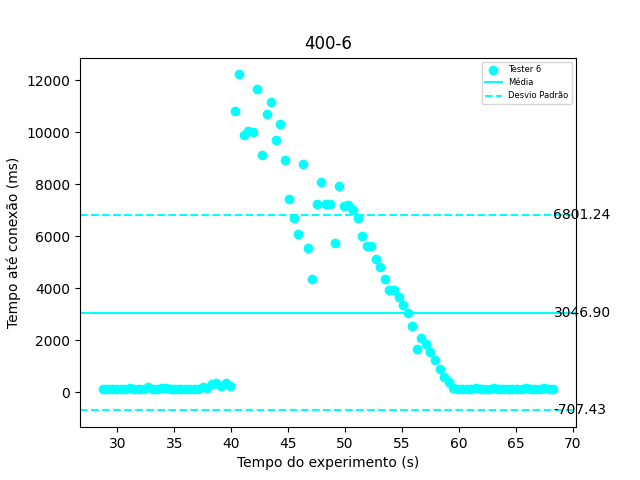 400-6
Tester 6
Média
Desvio Padrão
12000
10000
8000
6000
4000
2000
0
6801.24
3046.90
-707.43
Tempo até conexão (ms)
30 35 40 45 50 55 60 65 70
Tempo do experimento (s)